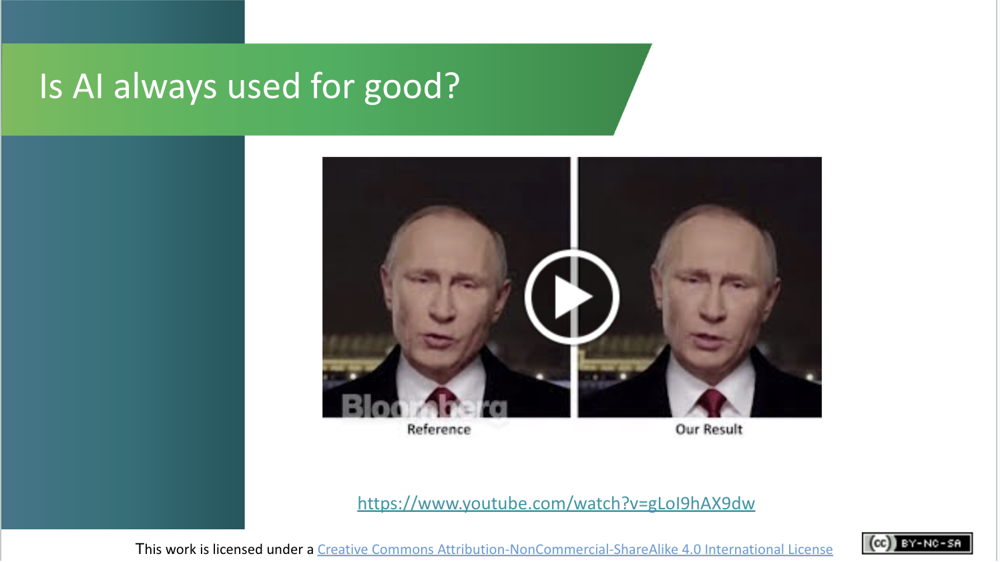 Is AI always used for good?
Bloomberg
Reference
Our Result
https://www.youtube.com/watch?v=gLoI9hAX9dw
This work is licensed under a Creative Commons Attribution-NonCommercial-ShareAlike 4.0 International License
cc BY-NC-SA